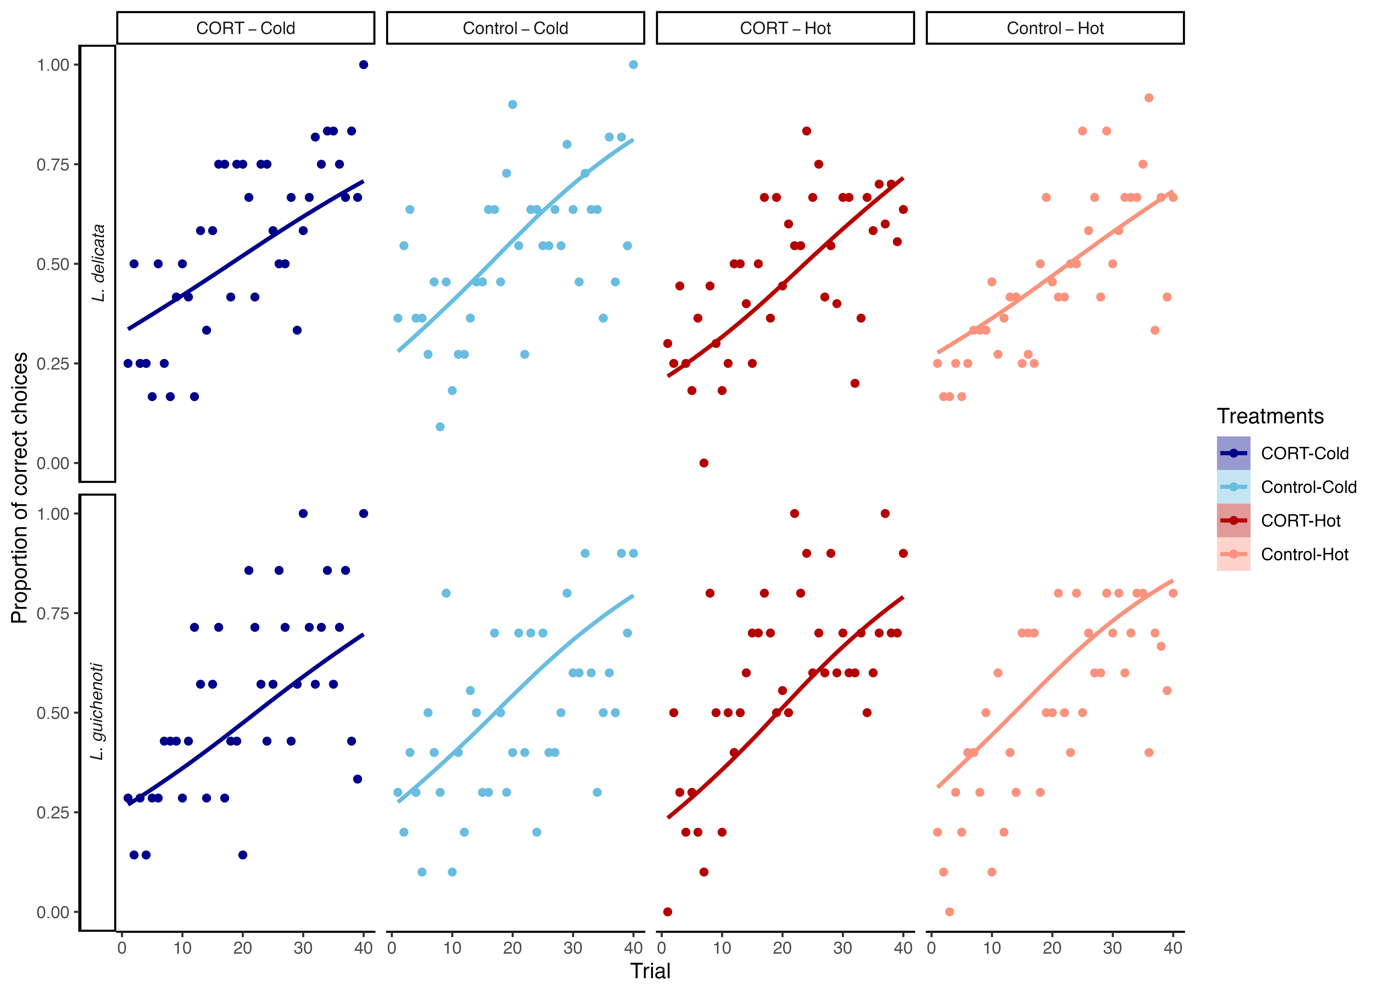 CORT – Cold
Control – Cold
CORT – Hot
Control – Hot
Proportion of correct choices
L. delicata
1.00
0.75
0.50
0.25
0.00
L. guichenoti
1.00
0.75
0.50
0.25
0.00
0 10 20 30 40
0 10 20 30 40
0 10 20 30 40
0 10 20 30 40
Trial
Treatments
CORT-Cold
Control-Cold
CORT-Hot
Control-Hot